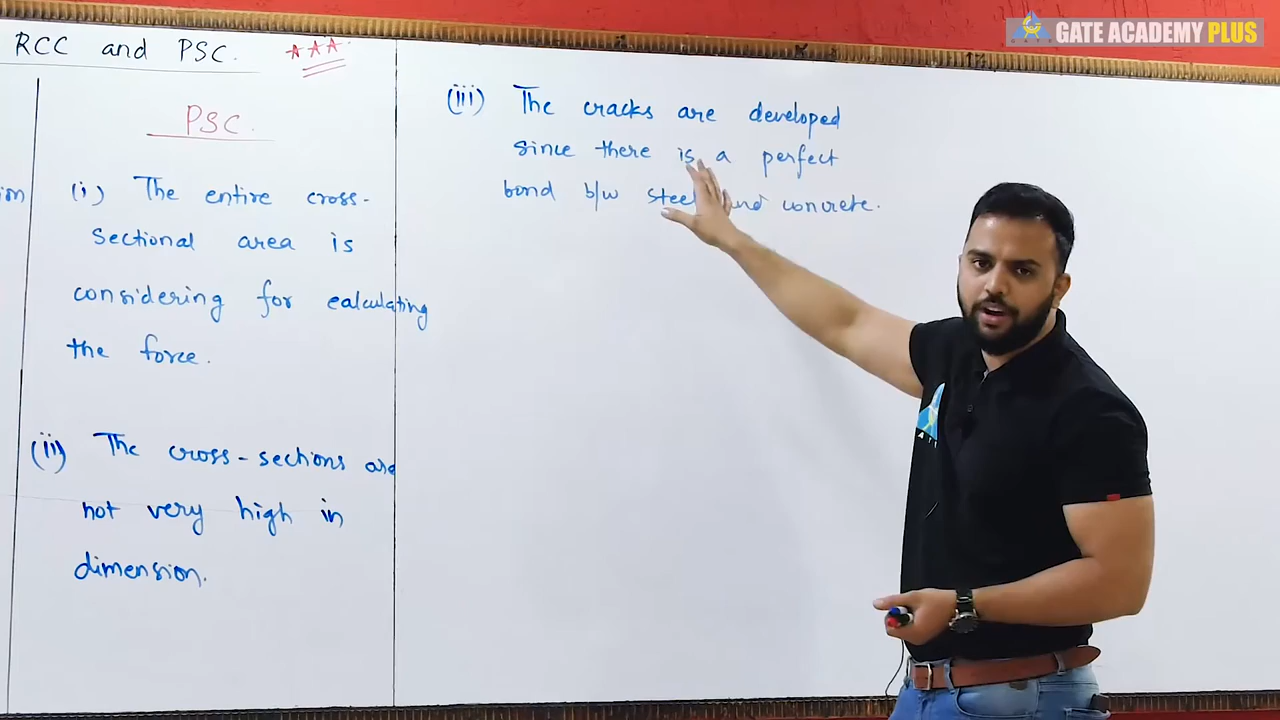 GATE ACADEMY PLUS
RCC and PSC.
PSC.
(i) The entire cross-
sectional area is
considering for calculating
the force.
(ii) The cross-sections are
not very high in
dimension.
(iii) The cracks are developed
since there is a perfect
bond b/w steel and concrete.